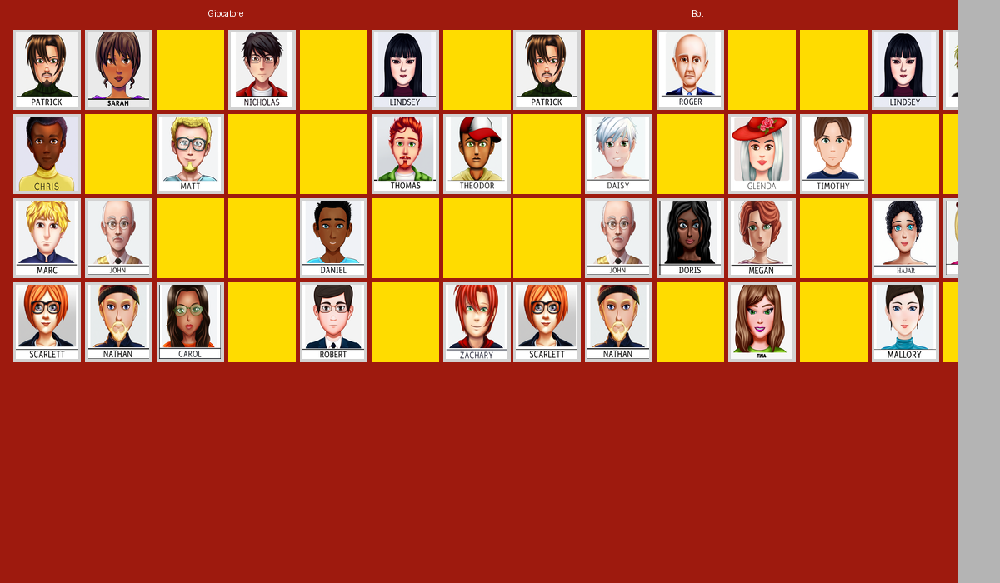 Giocatore Bot
PATRICK SARAH NICHOLAS LINDSEY PATRICK ROGER LINDSEY
CHRIS MATT THOMAS THEODOR DAISY GLENDA TIMOTHY
MARC JOHN DANIEL JOHN DORIS MEGAN HAJAR
SCARLETT NATHAN CAROL ROBERT ZACHARY SCARLETT NATHAN TINA MALLORY